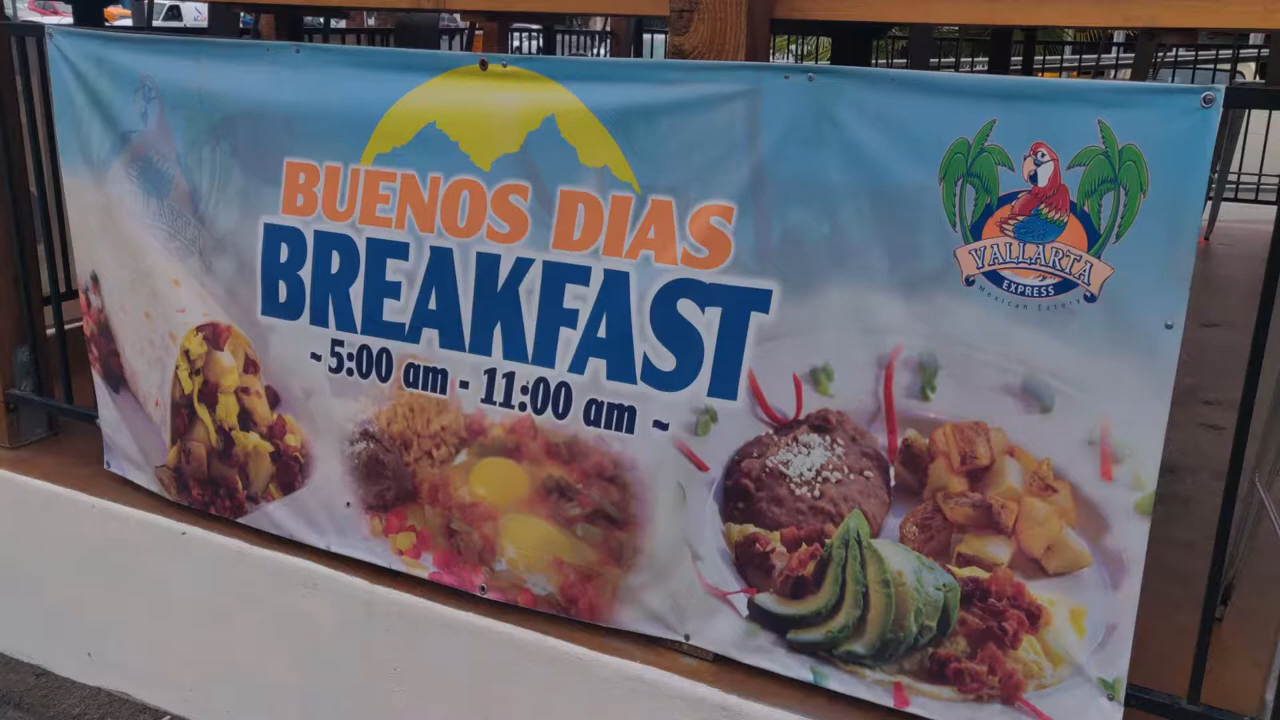 BUENOS DIAS
BREAKFAST
~5:00 am - 11:00 am ~
VALLARTA
EXPRESS
Mexican Eatery